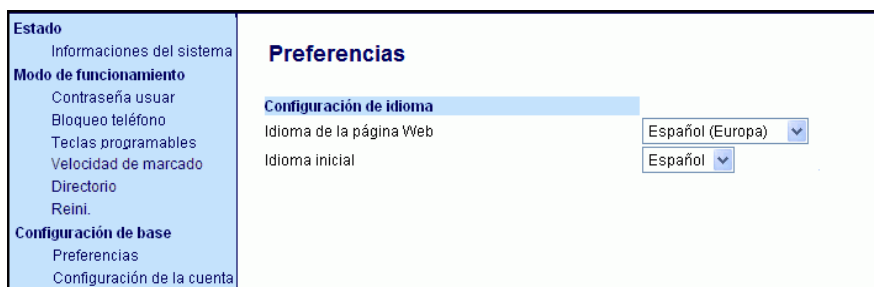 Estado
Informaciones del sistema
Modo de funcionamiento
Contraseña usuar
Bloqueo teléfono
Teclas programables
Velocidad de marcado
Directorio
Reini.
Configuración de base
Preferencias
Configuración de la cuenta
Preferencias
Configuración de idioma
Idioma de la página Web Español (Europa)
Idioma inicial Español